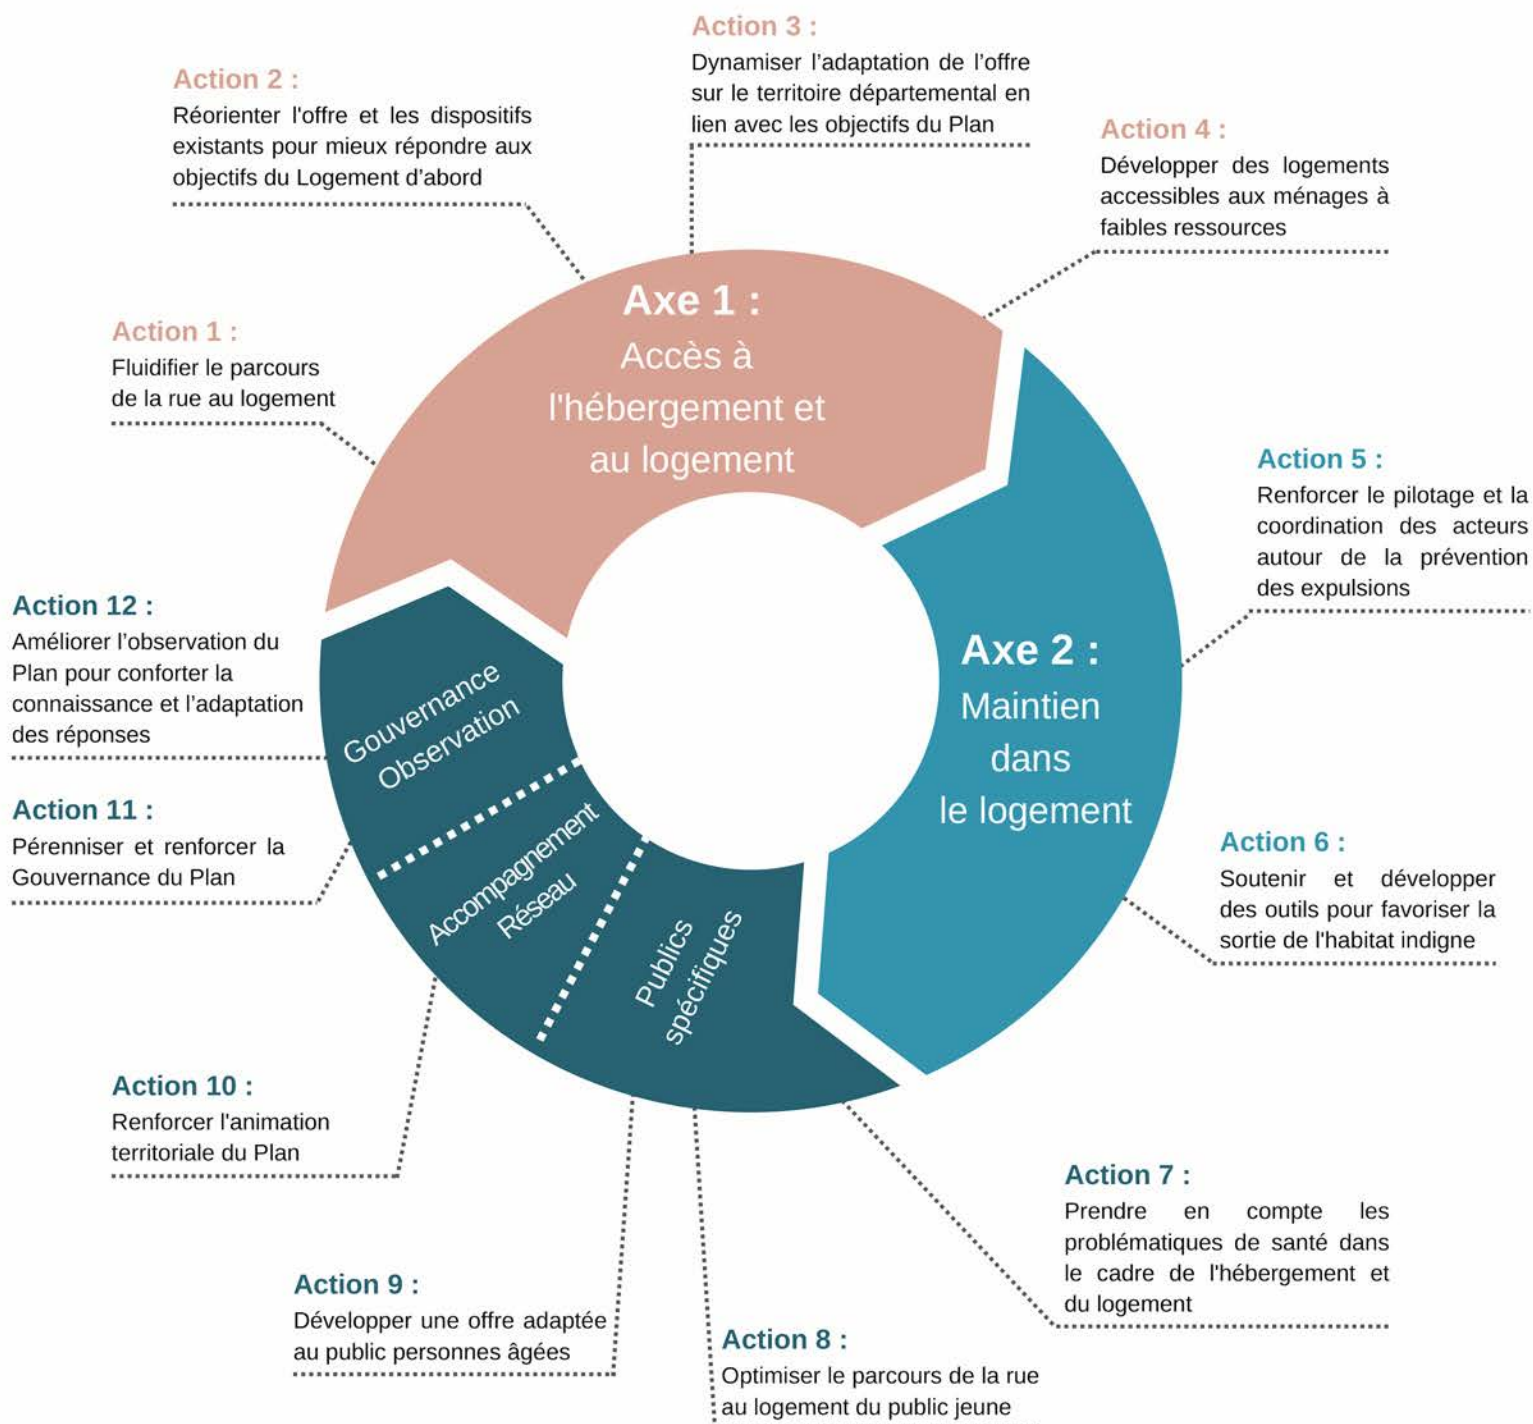 Action 3 :
Dynamiser l'adaptation de l'offre
sur le territoire départemental en
lien avec les objectifs du Plan
Action 2 :
Réorienter l'offre et les dispositifs
existants pour mieux répondre aux
objectifs du Logement d'abord
Action 4 :
Développer des logements
accessibles aux ménages à
faibles ressources
Action 1 :
Fluidifier le parcours
de la rue au logement
Axe 1 :
Accès à
l'hébergement et
au logement
Action 5 :
Renforcer le pilotage et la
coordination des acteurs
autour de la prévention
des expulsions
Axe 2 :
Maintien
dans
le logement
Action 12 :
Améliorer l'observation du
Plan pour conforter la
connaissance et l'adaptation
des réponses
Gouvernance
Observation
Action 11 :
Pérenniser et renforcer la
Gouvernance du Plan
Accompagnement
Réseau
Publics
spécifiques
Action 6 :
Soutenir et développer
des outils pour favoriser la
sortie de l'habitat indigne
Action 10 :
Renforcer l'animation
territoriale du Plan
Action 7 :
Prendre en compte les
problématiques de santé dans
le cadre de l'hébergement et
du logement
Action 9 :
Développer une offre adaptée
au public personnes âgées
Action 8 :
Optimiser le parcours de la rue
au logement du public jeune